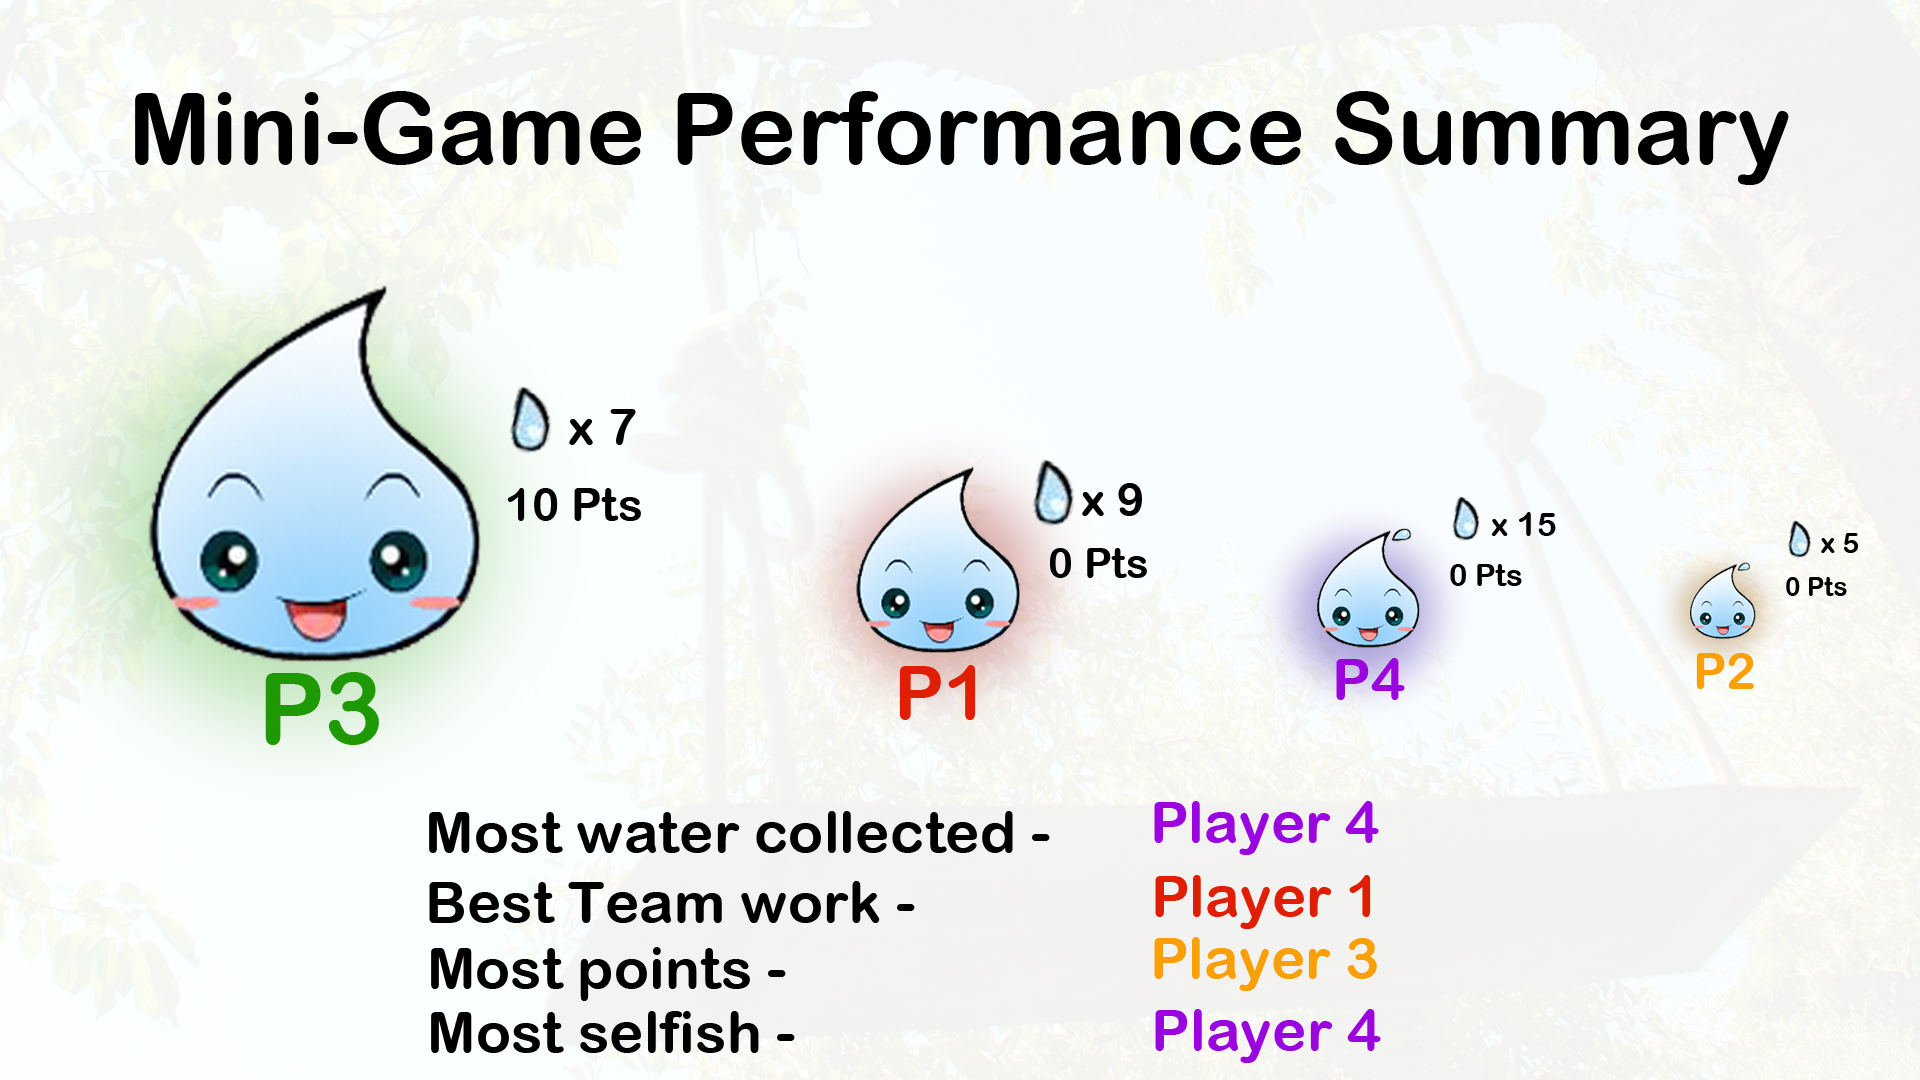 Mini-Game Performance Summary
x 7
10 Pts
P3
x 9
0 Pts
P1
x 15
0 Pts
P4
x 5
0 Pts
P2
Most water collected - Player 4
Best Team work - Player 1
Most points - Player 3
Most selfish - Player 4